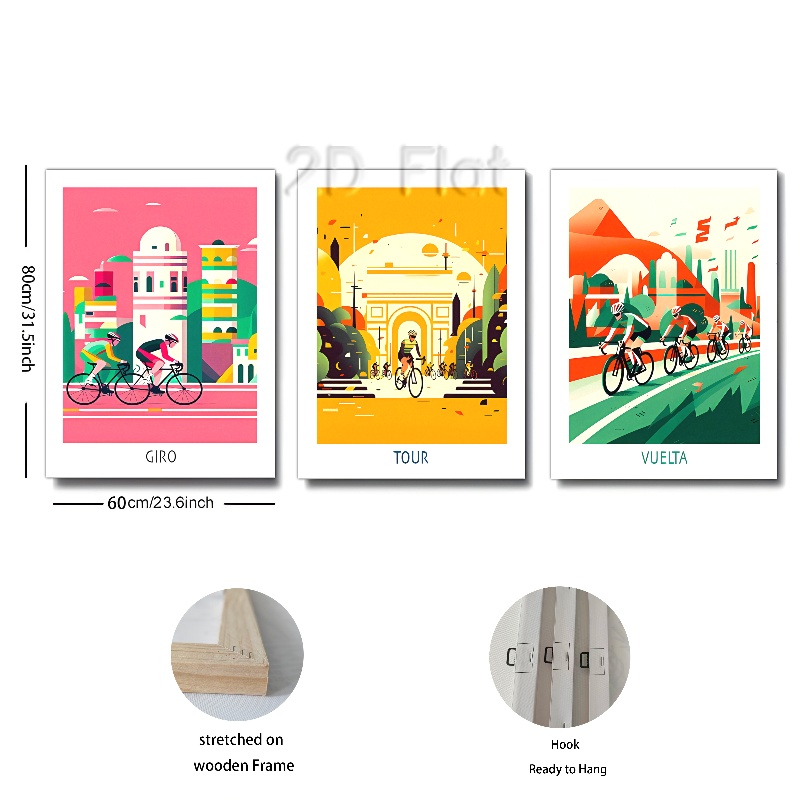 2D Flat
80cm/31.5inch
GIRO
TOUR
VUELTA
60cm/23.6inch
stretched on
wooden Frame
Hook
Ready to Hang